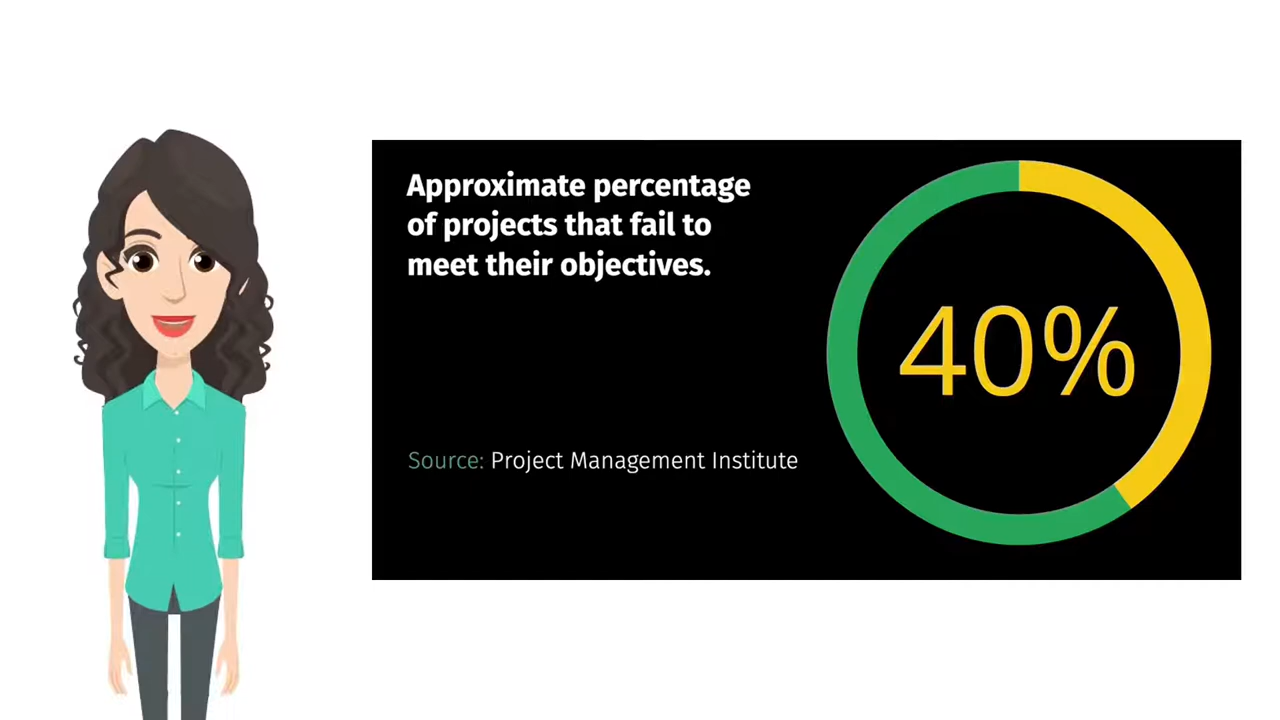 Approximate percentage
of projects that fail to
meet their objectives.
40%
Source: Project Management Institute